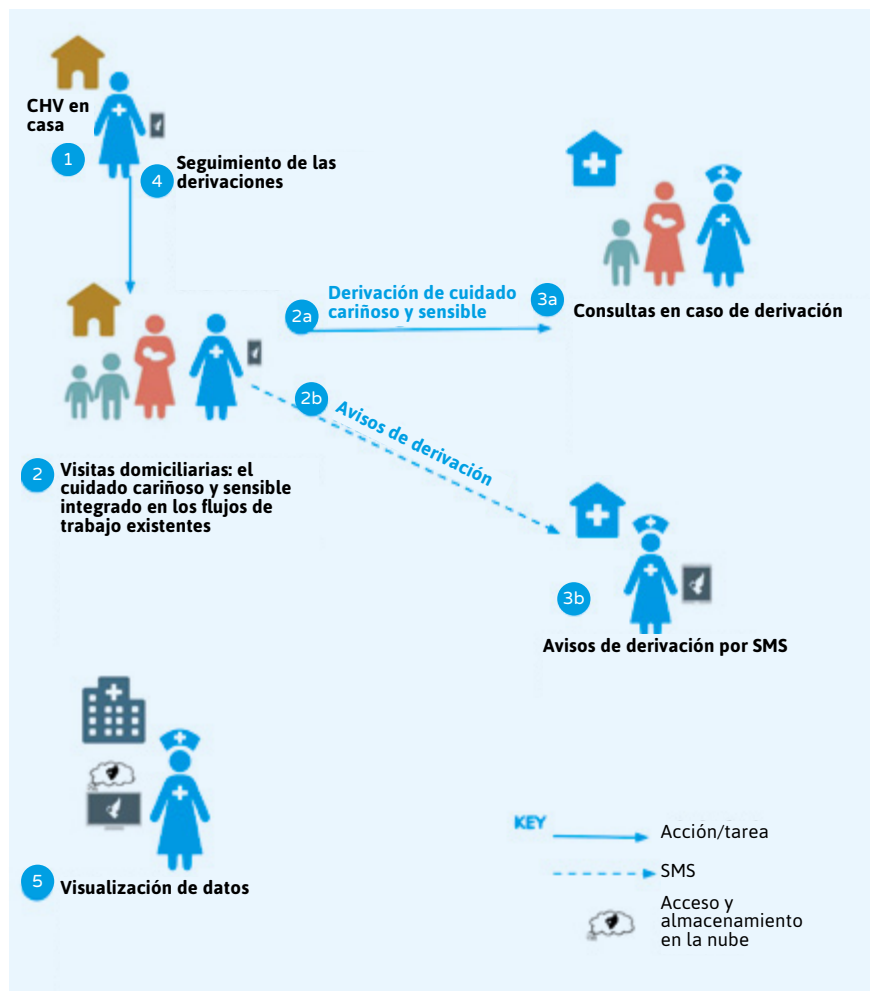 CHV en
casa
1
4
Seguimiento de las
derivaciones
2a
Derivación de cuidado
cariñoso y sensible
3a
Consultas en caso de derivación
2b
Avisos de derivación
2
Visitas domiciliarias: el
cuidado cariñoso y sensible
integrado en los flujos de
trabajo existentes
3b
Avisos de derivación por SMS
5
Visualización de datos
KEY
Acción/tarea
SMS
Acceso y
almacenamiento
en la nube